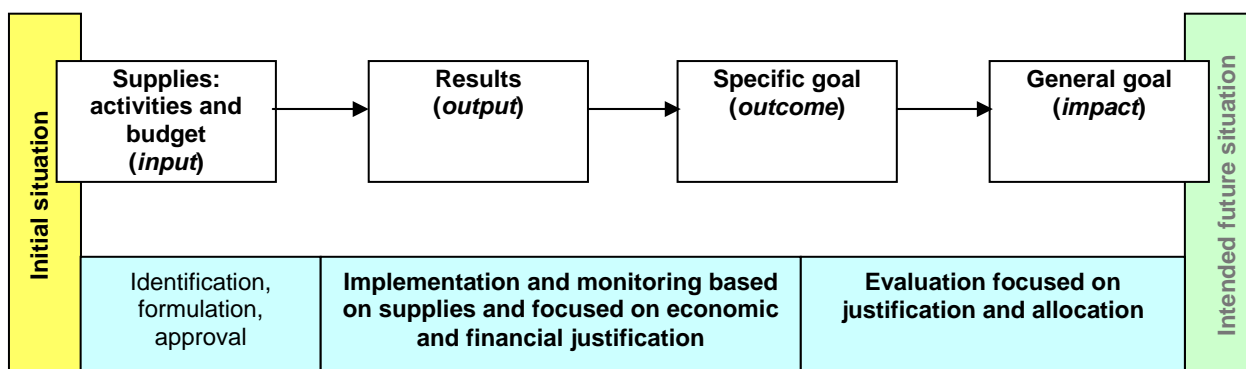 Initial situation
Supplies:
activities and
budget
(input)
Results
(output)
Specific goal
(outcome)
General goal
(impact)
Intended future situation
Identification,
formulation,
approval
Implementation and monitoring based
on supplies and focused on economic
and financial justification
Evaluation focused on
justification and allocation